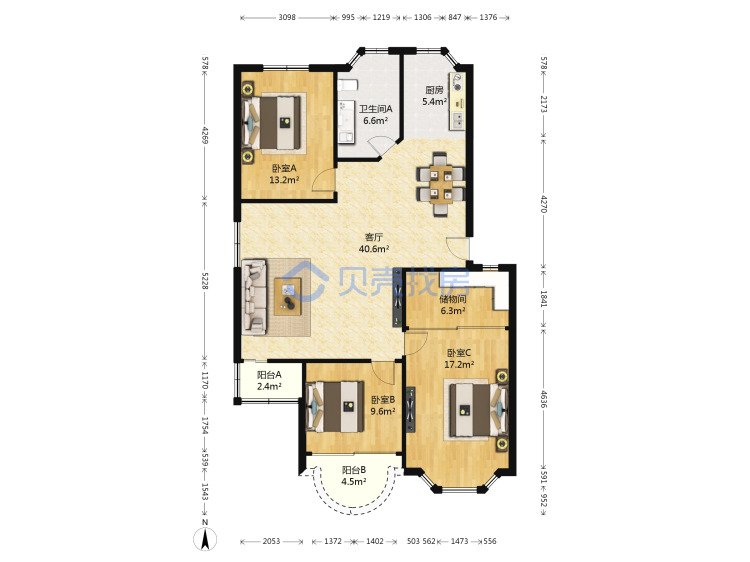 3098 995 1219 1306 847 1376
578
4269
5228
1170
1754
539
1543
578
2173
4270
1841
4636
591
952
厨房
5.4m²
卫生间A
6.6m²
卧室A
13.2m²
客厅
40.6m²
贝壳找房
储物间
6.3m²
卧室C
17.2m²
阳台A
2.4m²
卧室B
9.6m²
阳台B
4.5m²
N
2053 1372 1402 503 562 1473 556